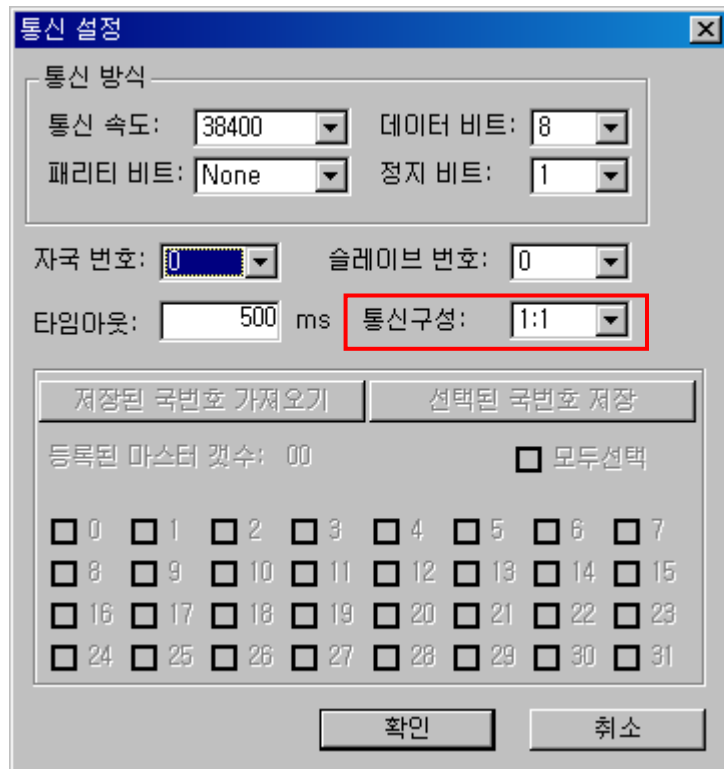 통신 설정
통신 방식
통신 속도: 38400 데이터 비트: 8
패리티 비트: None 정지 비트: 1
자국 번호: 0 슬레이브 번호: 0
타임아웃: 500 ms 통신구성: 1:1
저장된 국번호 가져오기 선택된 국번호 저장
등록된 마스터 갯수: 00 모두선택
0 1 2 3 4 5 6 7
8 9 10 11 12 13 14 15
16 17 18 19 20 21 22 23
24 25 26 27 28 29 30 31
확인 취소